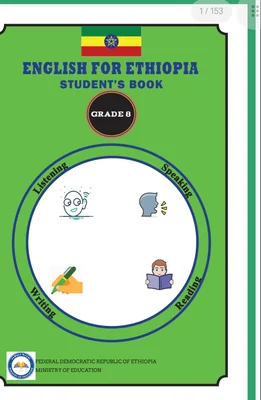 1 / 153
ENGLISH FOR ETHIOPIA
STUDENT'S BOOK
GRADE 8
Listening
Speaking
Writing
Reading
FEDERAL DEMOCRATIC REPUBLIC OF ETHIOPIA
MINISTRY OF EDUCATION